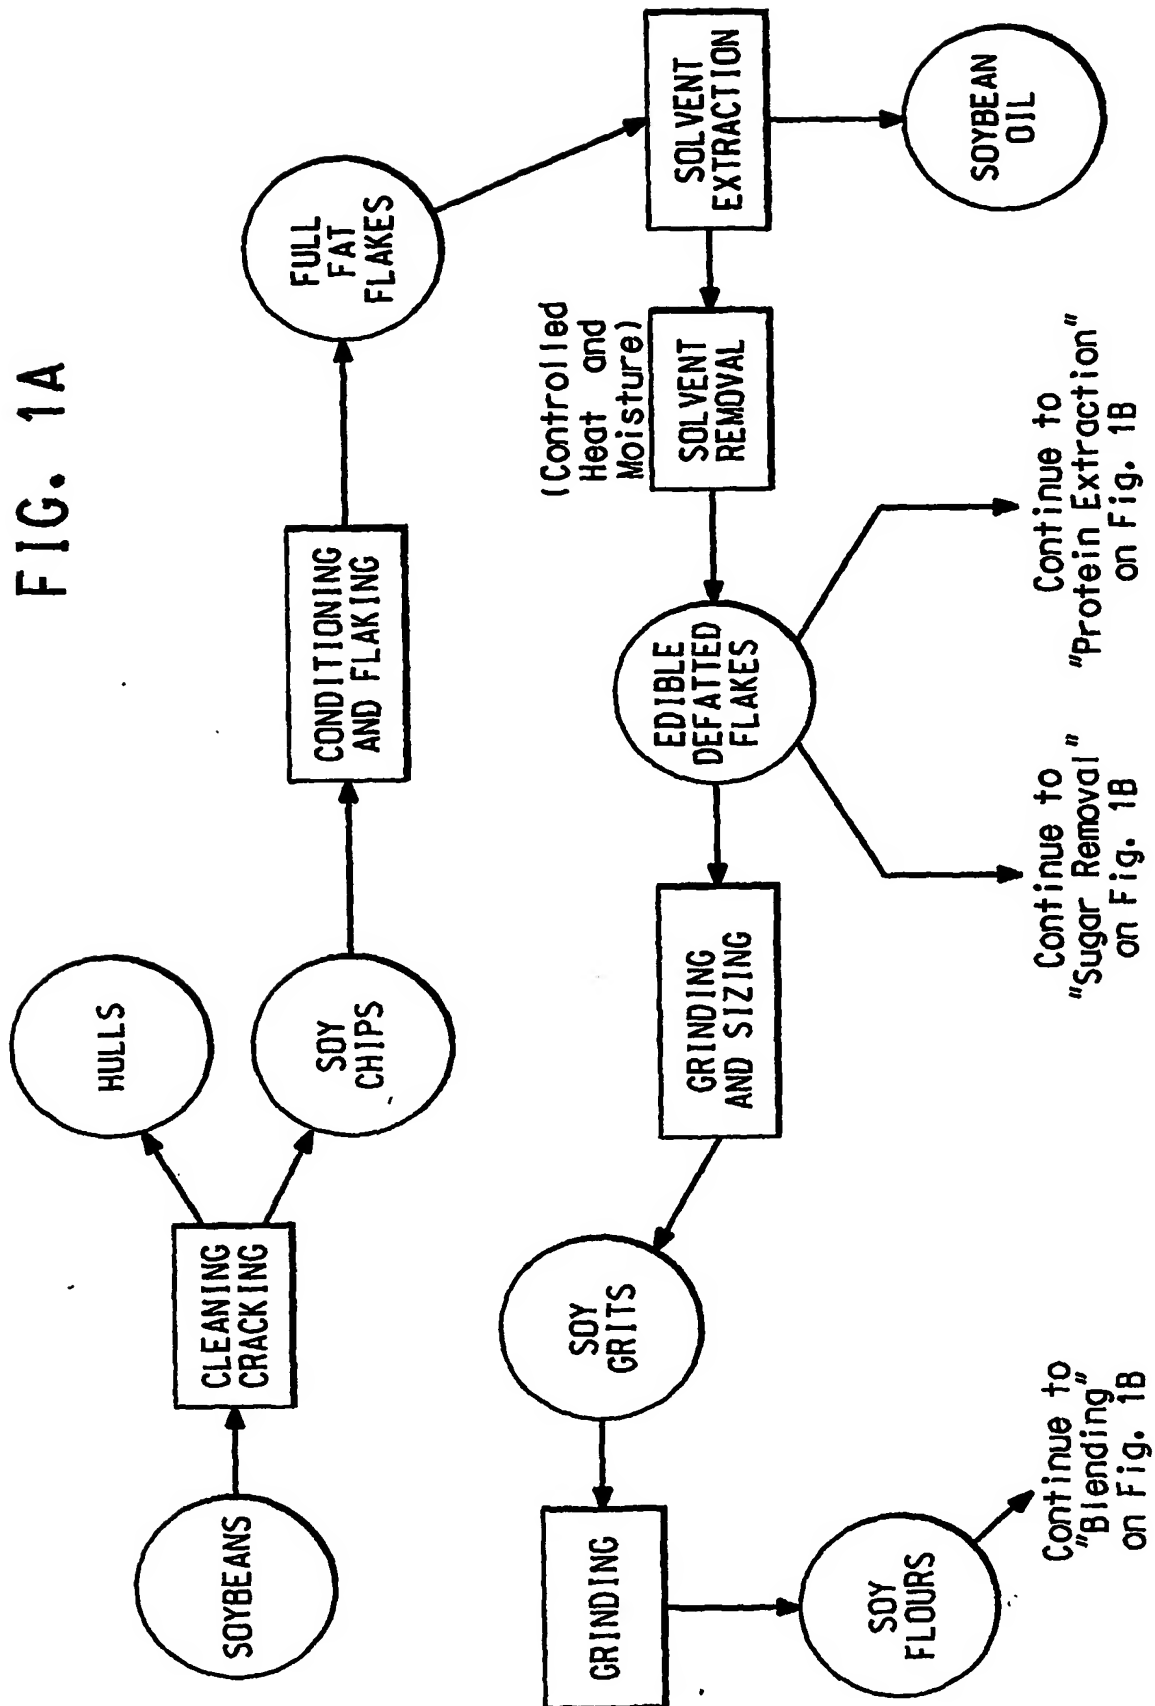 FIG. 1A
SOYBEANS
CLEANING
CRACKING
HULLS
SOY
CHIPS
CONDITIONING
AND FLAKING
FULL
FAT
FLAKES
SOLVENT
EXTRACTION
SOYBEAN
OIL
(Controlled
Heat and
Moisture)
SOLVENT
REMOVAL
EDIBLE
DEFATTED
FLAKES
Continue to
"Protein Extraction"
on Fig. 1B
Continue to
"Sugar Removal"
on Fig. 1B
GRINDING
AND SIZING
SOY
GRITS
GRINDING
SOY
FLOURS
Continue to
"Blending"
on Fig. 1B